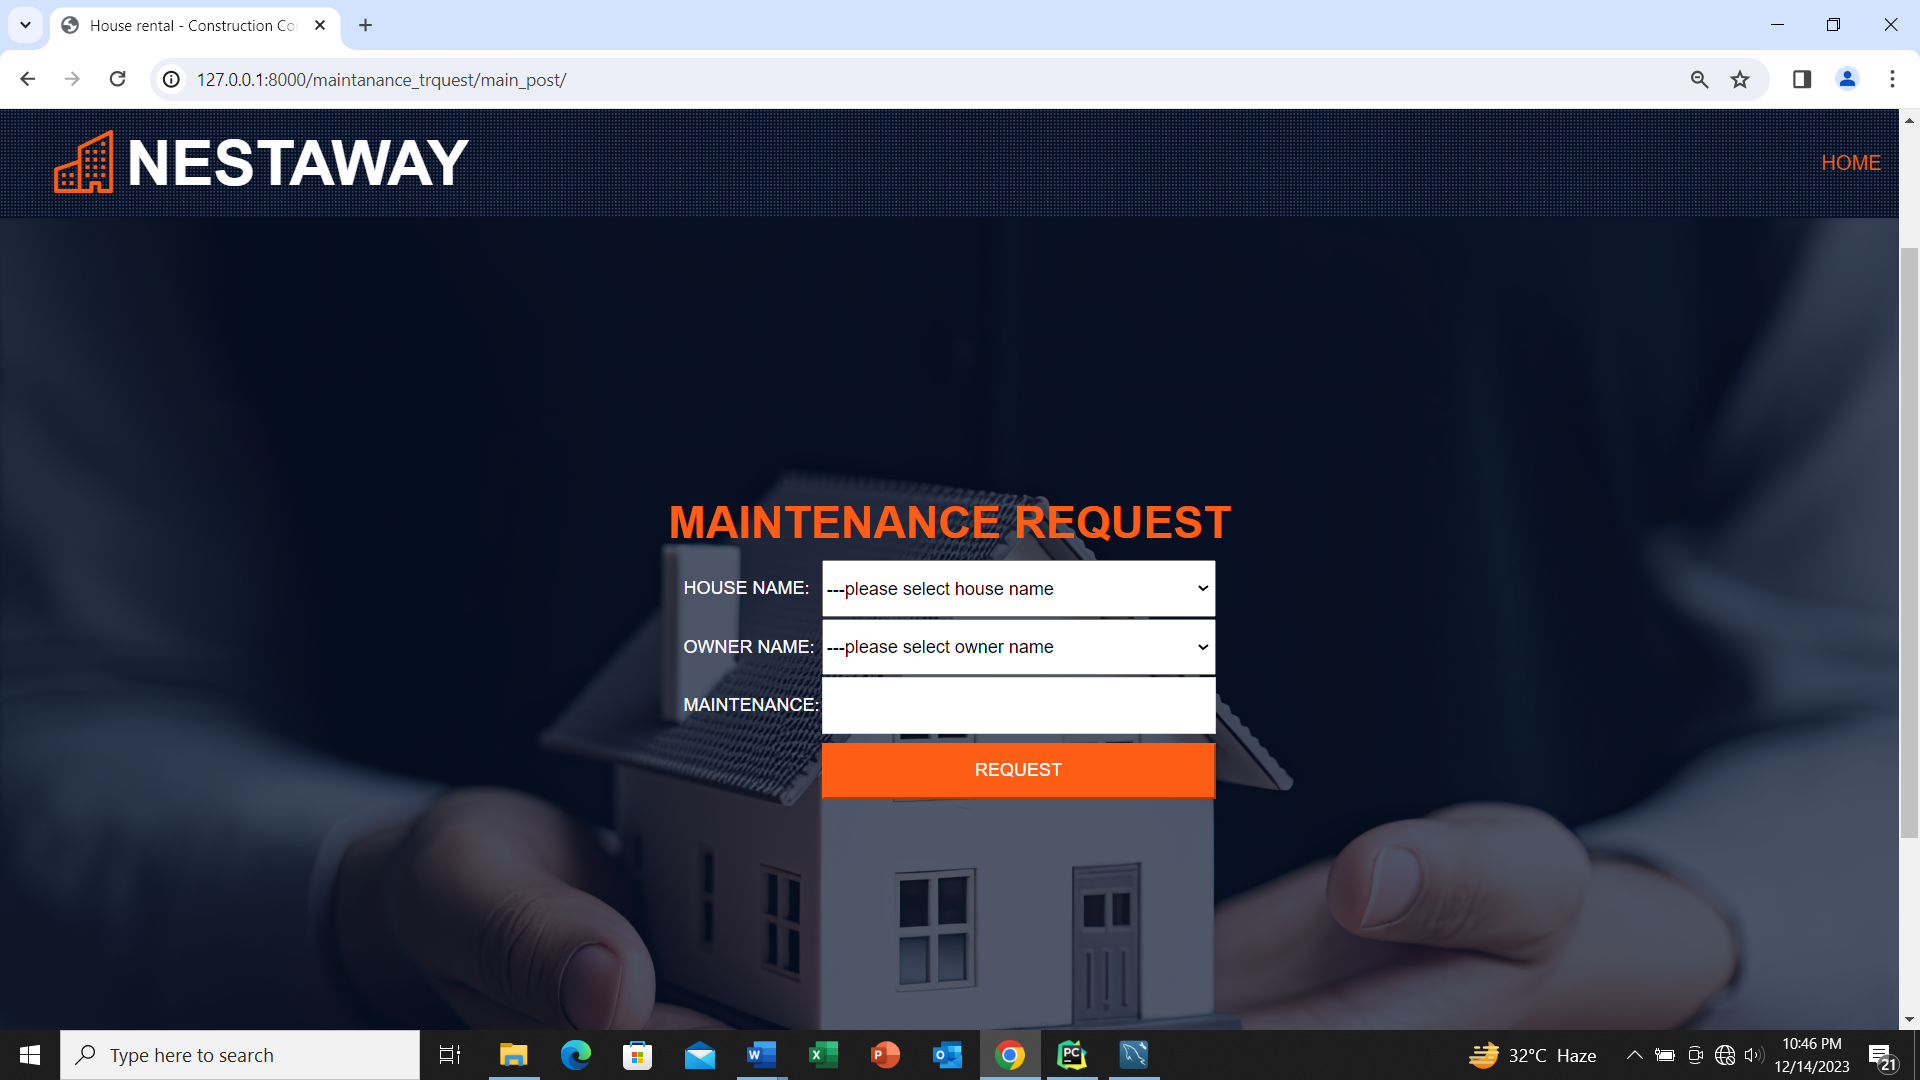 House rental - Construction Co
127.0.0.1:8000/maintanance_trquest/main_post/
NESTAWAY
HOME
MAINTENANCE REQUEST
HOUSE NAME:
---please select house name
OWNER NAME:
---please select owner name
MAINTENANCE:
REQUEST
Type here to search
32°C Haze
10:46 PM
12/14/2023
21